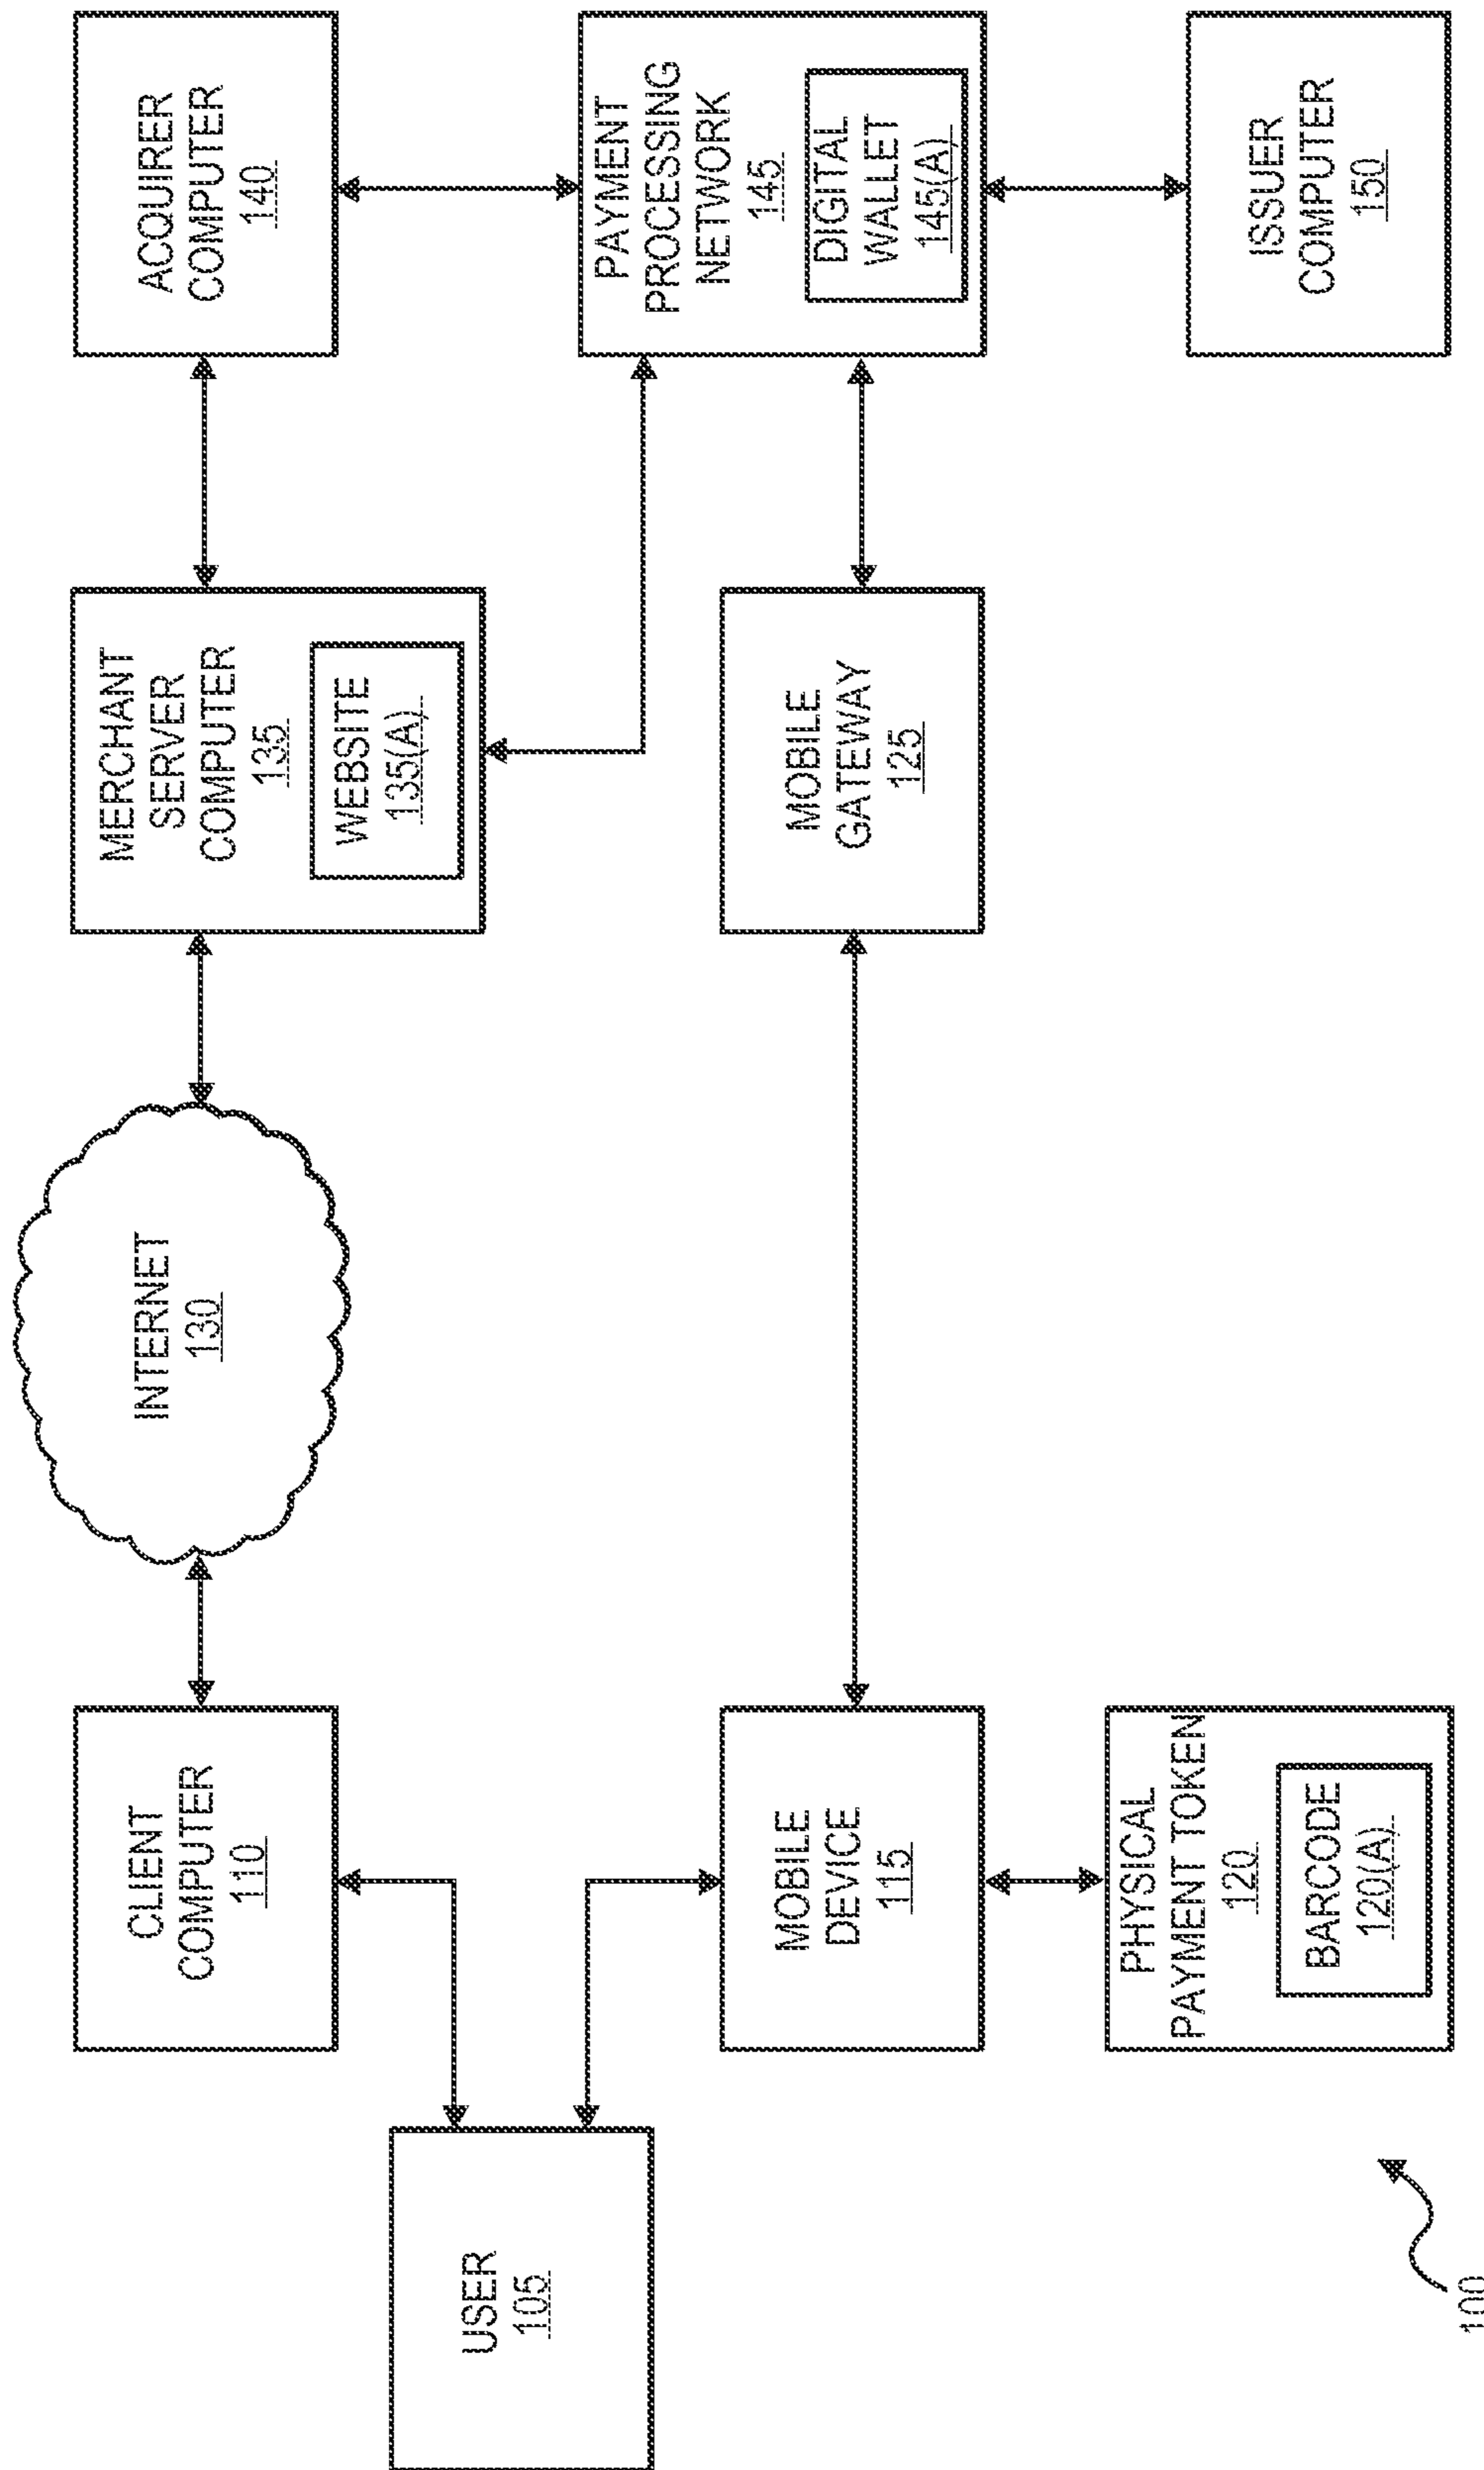 USER
105
CLIENT
COMPUTER
110
INTERNET
130
MERCHANT
SERVER
COMPUTER
135
WEBSITE
135(A)
ACQUIRER
COMPUTER
140
MOBILE
DEVICE
115
MOBILE
GATEWAY
125
PAYMENT
PROCESSING
NETWORK
145
DIGITAL
WALLET
145(A)
PHYSICAL
PAYMENT TOKEN
120
BARCODE
120(A)
ISSUER
COMPUTER
150
100